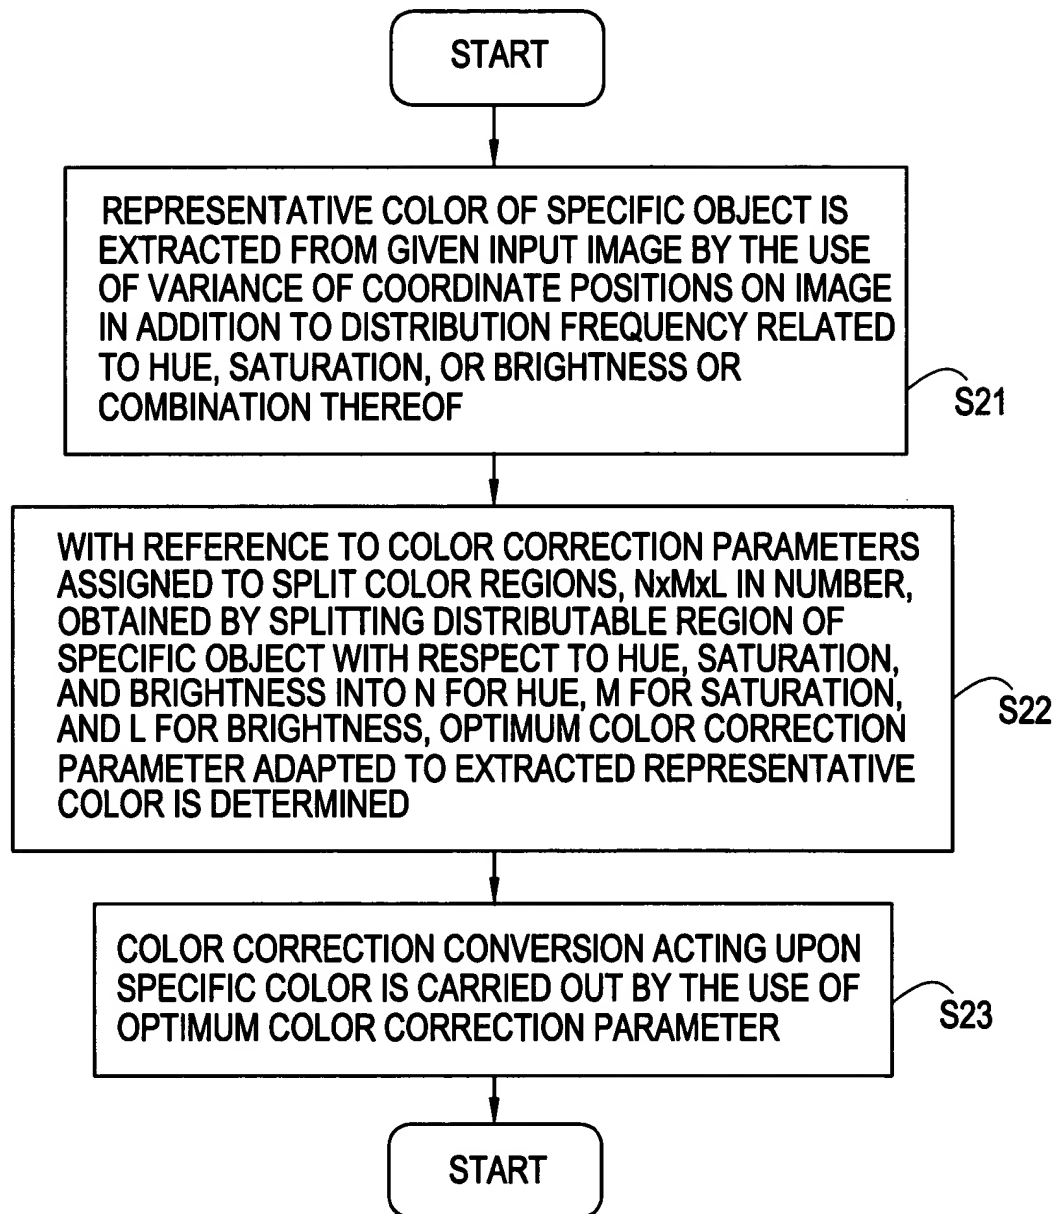 START
REPRESENTATIVE COLOR OF SPECIFIC OBJECT IS
EXTRACTED FROM GIVEN INPUT IMAGE BY THE USE
OF VARIANCE OF COORDINATE POSITIONS ON IMAGE
IN ADDITION TO DISTRIBUTION FREQUENCY RELATED
TO HUE, SATURATION, OR BRIGHTNESS OR
COMBINATION THEREOF
S21
WITH REFERENCE TO COLOR CORRECTION PARAMETERS
ASSIGNED TO SPLIT COLOR REGIONS, NxMxL IN NUMBER,
OBTAINED BY SPLITTING DISTRIBUTABLE REGION OF
SPECIFIC OBJECT WITH RESPECT TO HUE, SATURATION,
AND BRIGHTNESS INTO N FOR HUE, M FOR SATURATION,
AND L FOR BRIGHTNESS, OPTIMUM COLOR CORRECTION
PARAMETER ADAPTED TO EXTRACTED REPRESENTATIVE
COLOR IS DETERMINED
S22
COLOR CORRECTION CONVERSION ACTING UPON
SPECIFIC COLOR IS CARRIED OUT BY THE USE OF
OPTIMUM COLOR CORRECTION PARAMETER
S23
START